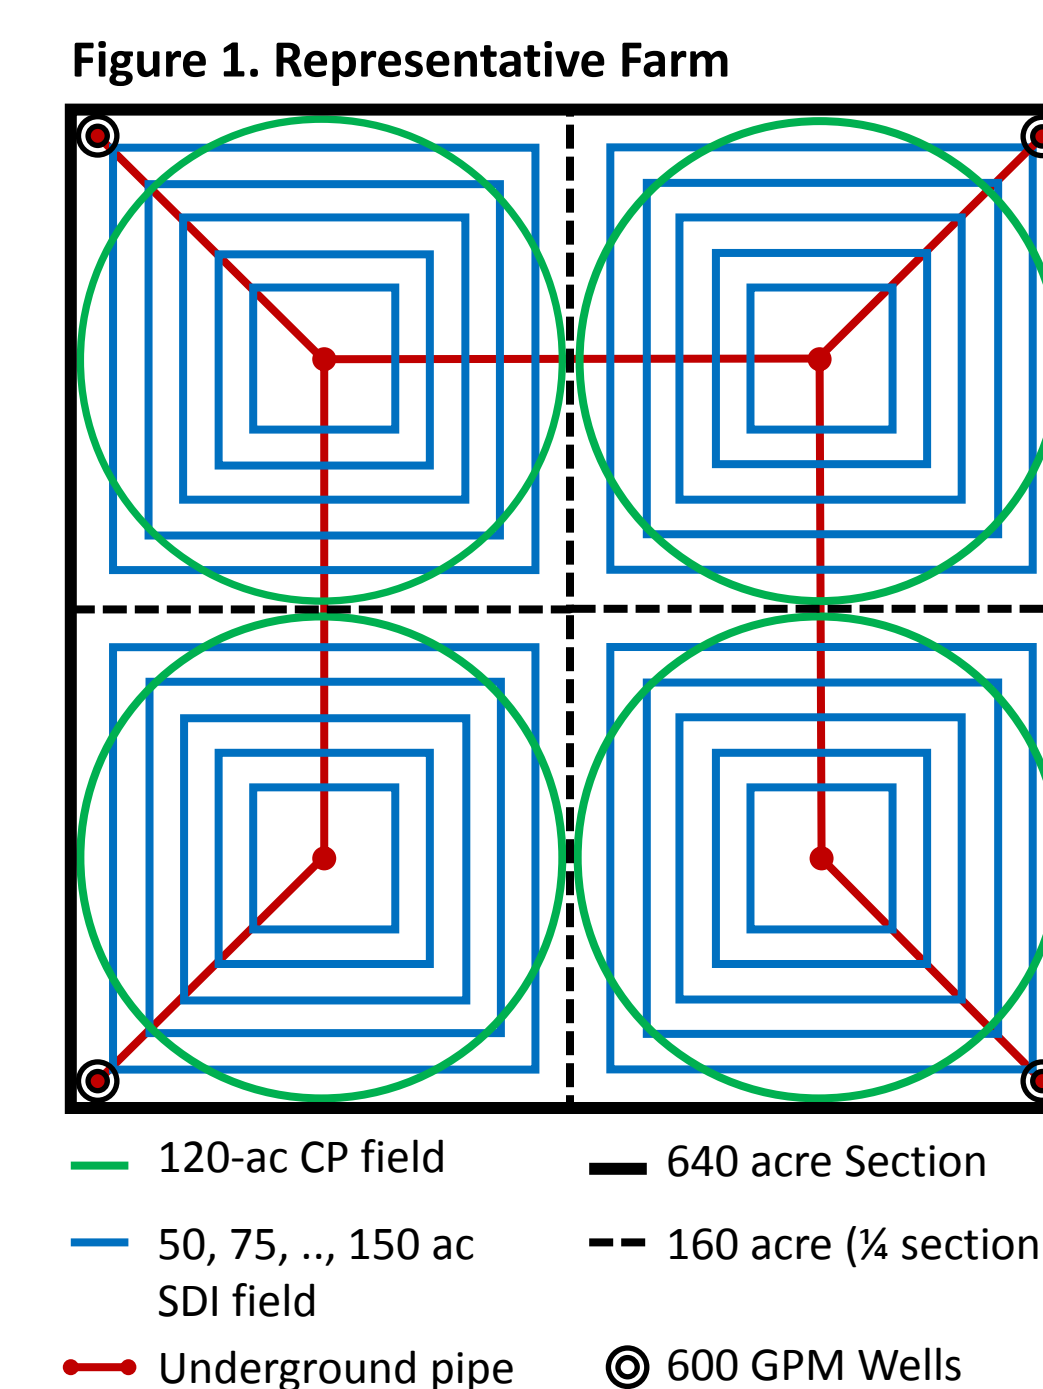 Figure 1. Representative Farm
120-ac CP field
640 acre Section
50, 75, .., 150 ac
SDI field
160 acre (¼ section
Underground pipe
600 GPM Wells